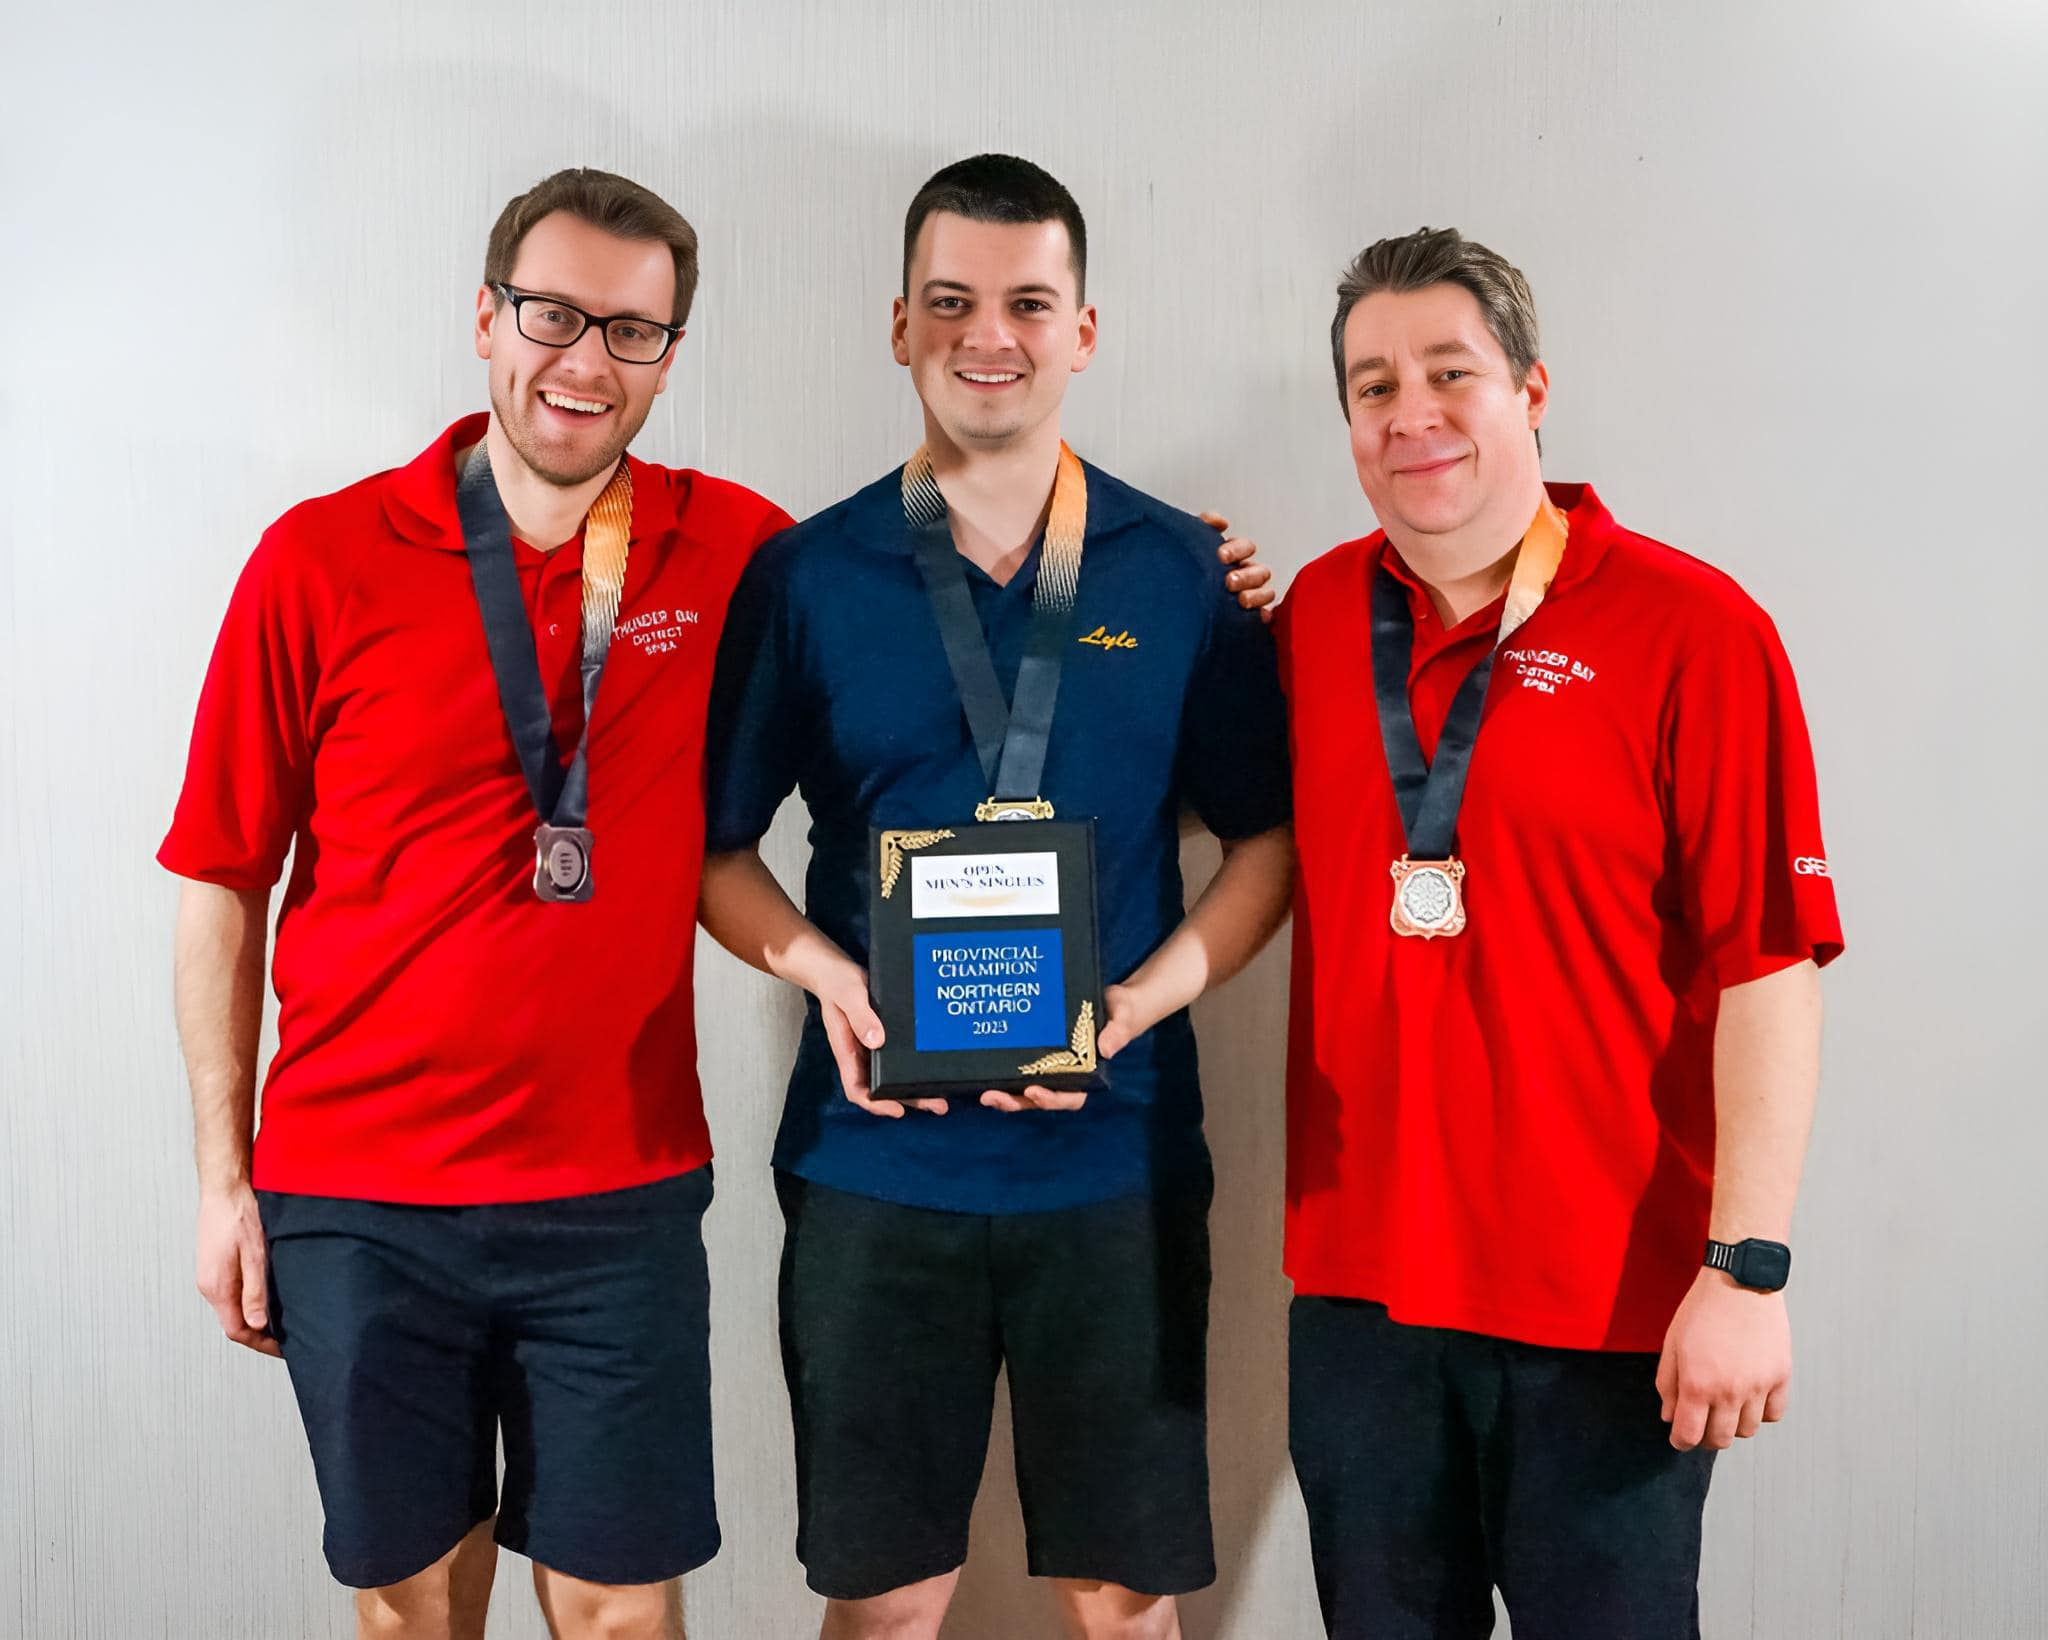 THUNDER BAY
DISTRICT
5PBA
Lyle
THUNDER BAY
DISTRICT
5PBA
OPEN
MEN'S SINGLES
PROVINCIAL
CHAMPION
NORTHERN
ONTARIO
2023